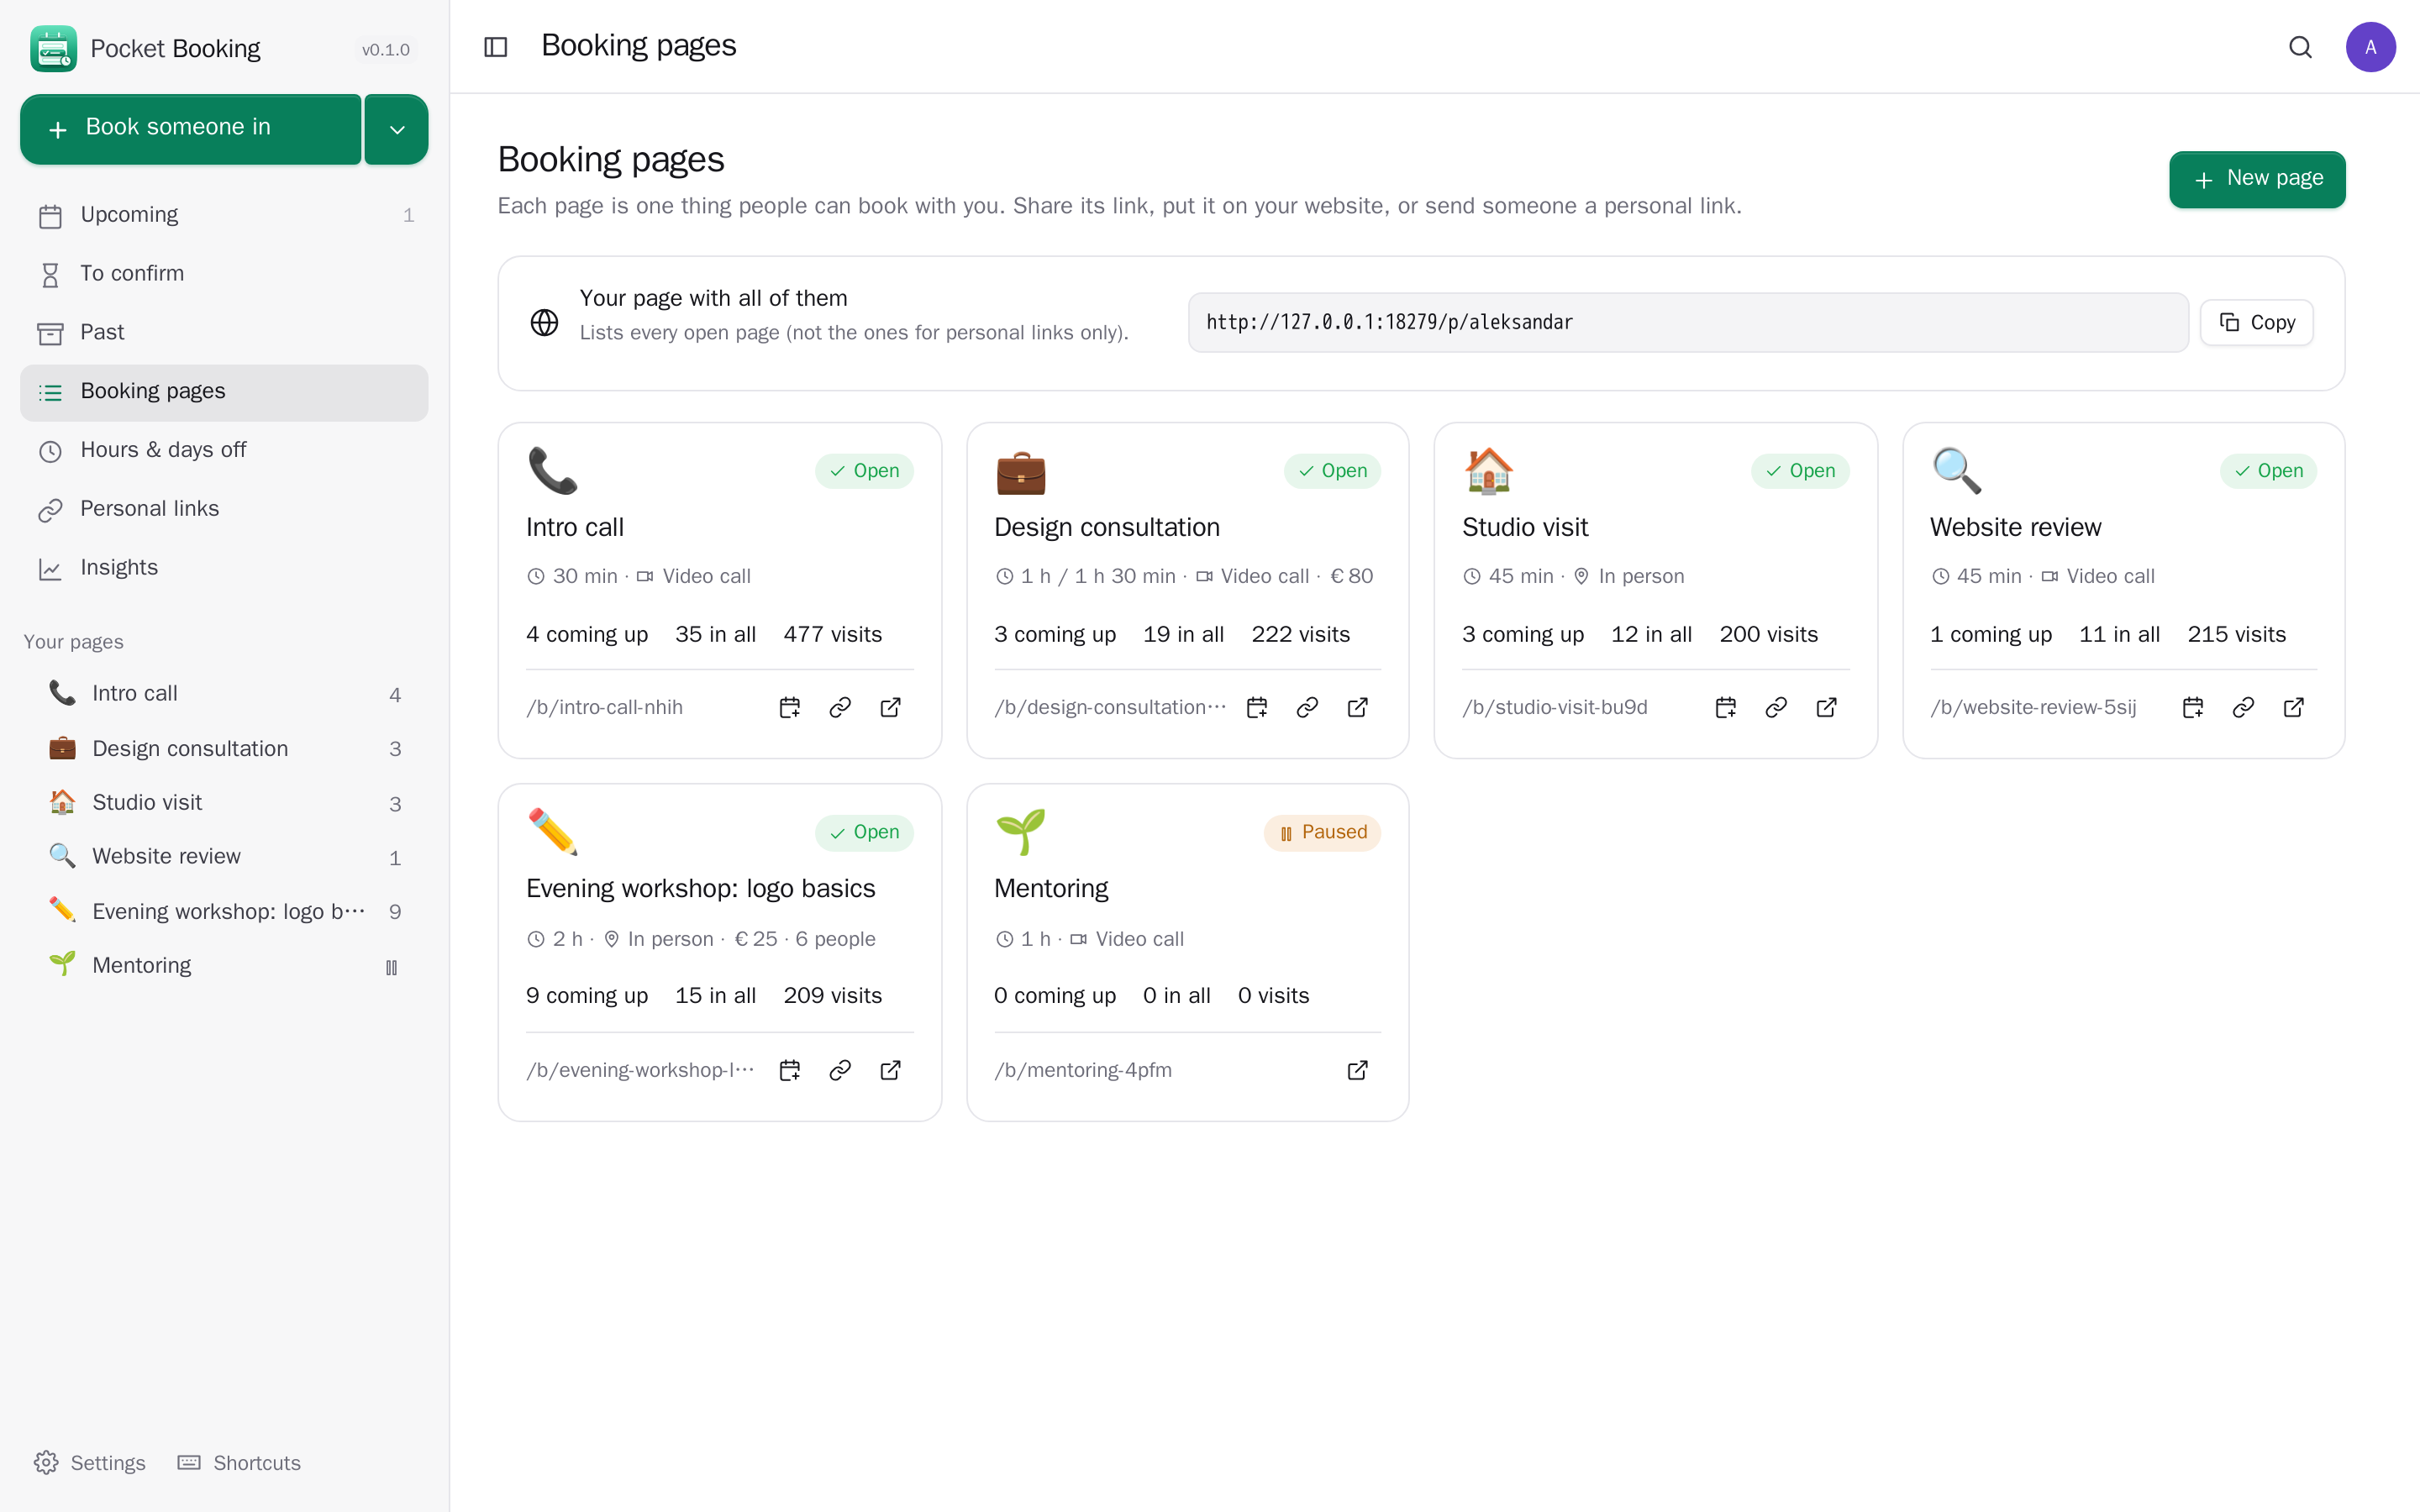 Pocket Booking v0.1.0
Book someone in
Upcoming 1
To confirm
Past
Booking pages
Hours & days off
Personal links
Insights
Your pages
Intro call 4
Design consultation 3
Studio visit 3
Website review 1
Evening workshop: logo b··· 9
Mentoring
Settings Shortcuts
Booking pages
A
Booking pages
Each page is one thing people can book with you. Share its link, put it on your website, or send someone a personal link.
New page
Your page with all of them
Lists every open page (not the ones for personal links only).
http://127.0.0.1:18279/p/aleksandar
Copy
Open
Intro call
30 min · Video call
4 coming up 35 in all 477 visits
/b/intro-call-nhih
Open
Design consultation
1 h / 1 h 30 min · Video call · € 80
3 coming up 19 in all 222 visits
/b/design-consultation···
Open
Studio visit
45 min · In person
3 coming up 12 in all 200 visits
/b/studio-visit-bu9d
Open
Website review
45 min · Video call
1 coming up 11 in all 215 visits
/b/website-review-5sij
Open
Evening workshop: logo basics
2 h · In person · € 25 · 6 people
9 coming up 15 in all 209 visits
/b/evening-workshop-l···
Paused
Mentoring
1 h · Video call
0 coming up 0 in all 0 visits
/b/mentoring-4pfm